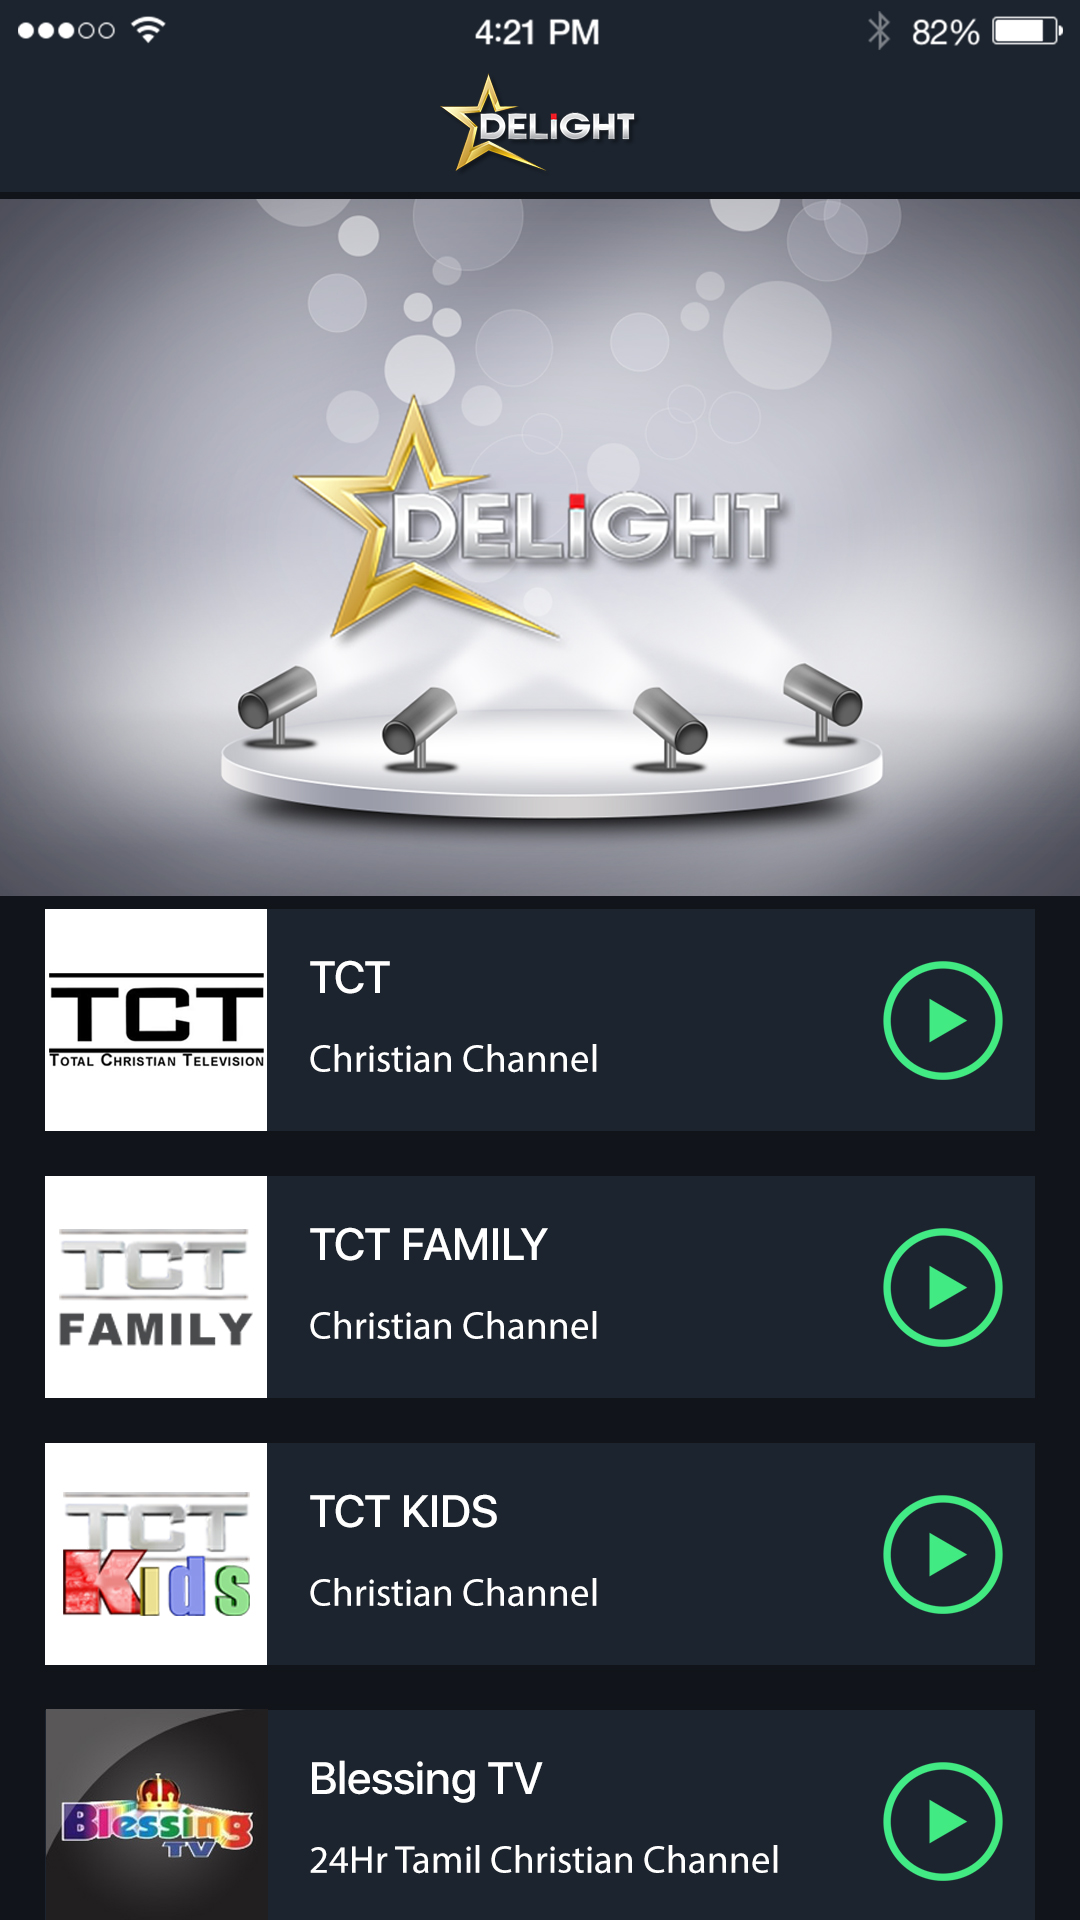 4:21 PM
82%
DELiGHT
DELiGHT
TCT
TOTAL CHRISTIAN TELEVISION
TCT
Christian Channel
TCT
FAMILY
TCT FAMILY
Christian Channel
TCT
Kids
TCT KIDS
Christian Channel
Blessing
TV
Blessing TV
24Hr Tamil Christian Channel